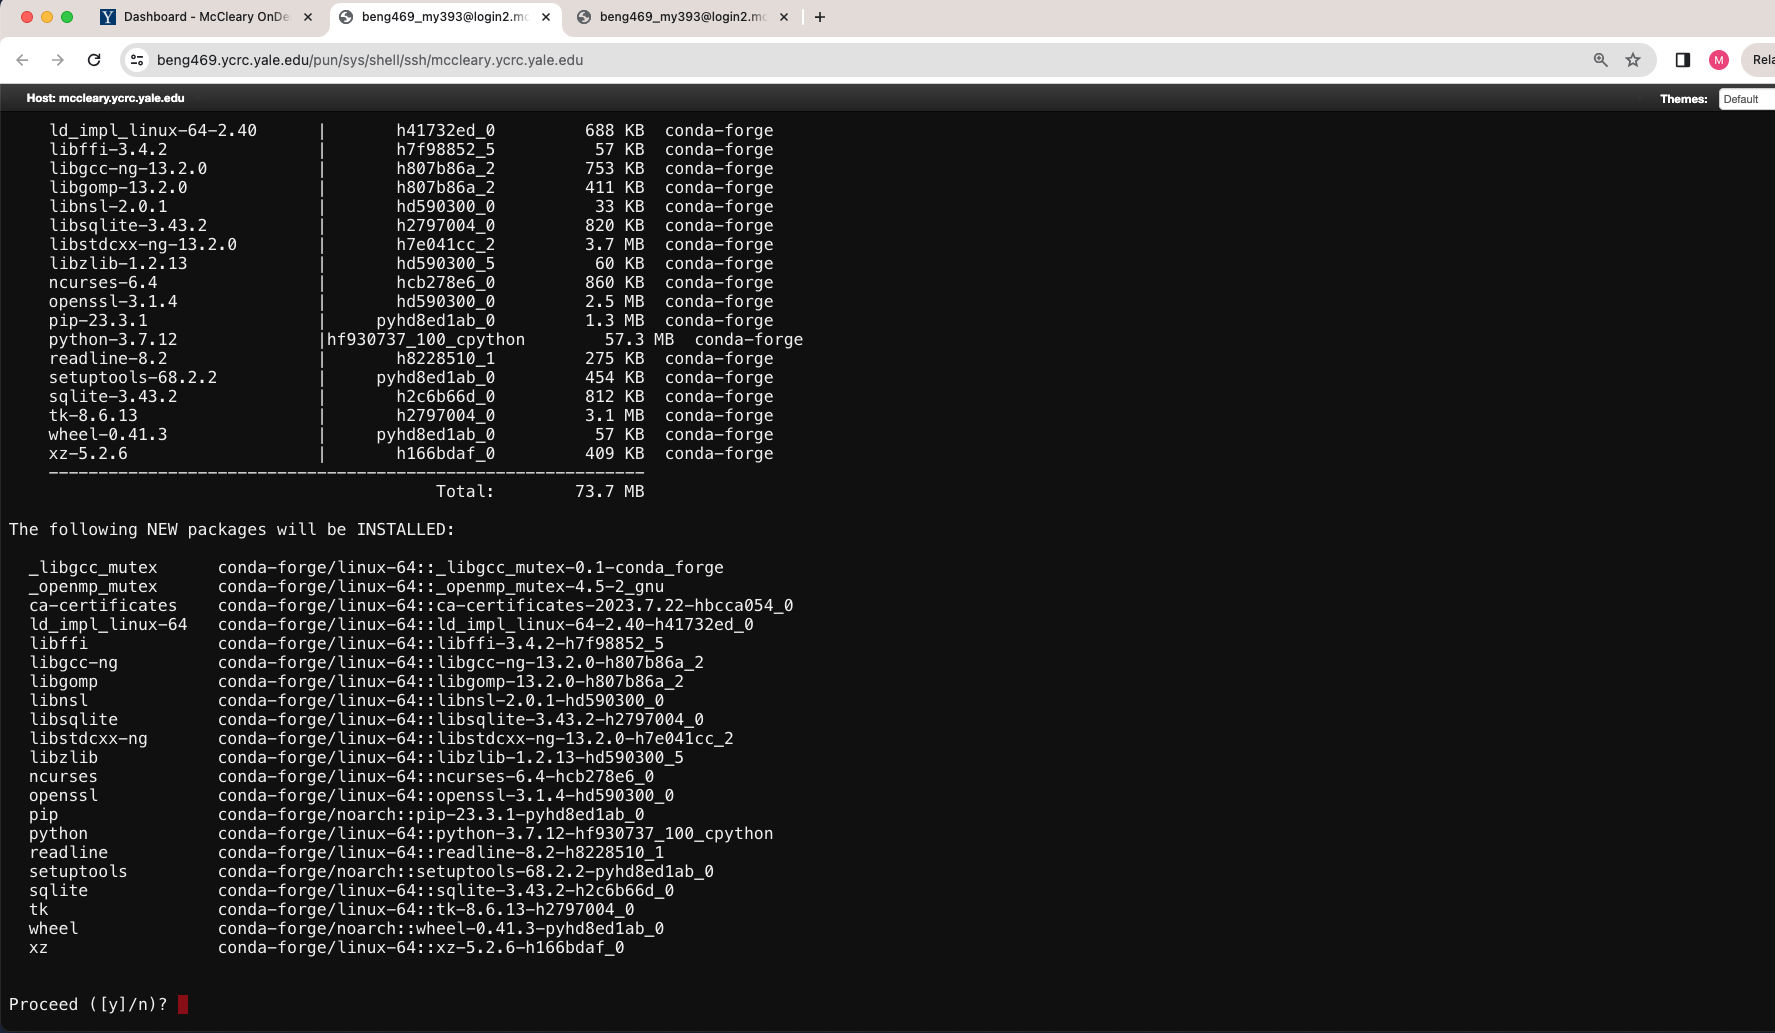 Dashboard - McCleary OnDe
beng469_my393@login2.mc
beng469_my393@login2.mc
beng469.ycrc.yale.edu/pun/sys/shell/ssh/mccleary.ycrc.yale.edu
M
Rela
Host: mccleary.ycrc.yale.edu
Themes:
Default
ld_impl_linux-64-2.40 | h41732ed_0 688 KB conda-forge
libffi-3.4.2 | h7f98852_5 57 KB conda-forge
libgcc-ng-13.2.0 | h807b86a_2 753 KB conda-forge
libgomp-13.2.0 | h807b86a_2 411 KB conda-forge
libnsl-2.0.1 | hd590300_0 33 KB conda-forge
libsqlite-3.43.2 | h2797004_0 820 KB conda-forge
libstdcxx-ng-13.2.0 | h7e041cc_2 3.7 MB conda-forge
libzlib-1.2.13 | hd590300_5 60 KB conda-forge
ncurses-6.4 | hcb278e6_0 860 KB conda-forge
openssl-3.1.4 | hd590300_0 2.5 MB conda-forge
pip-23.3.1 | pyhd8ed1ab_0 1.3 MB conda-forge
python-3.7.12 |hf930737_100_cpython 57.3 MB conda-forge
readline-8.2 | h8228510_1 275 KB conda-forge
setuptools-68.2.2 | pyhd8ed1ab_0 454 KB conda-forge
sqlite-3.43.2 | h2c6b66d_0 812 KB conda-forge
tk-8.6.13 | h2797004_0 3.1 MB conda-forge
wheel-0.41.3 | pyhd8ed1ab_0 57 KB conda-forge
xz-5.2.6 | h166bdaf_0 409 KB conda-forge
------------------------------------------------------------
Total: 73.7 MB
The following NEW packages will be INSTALLED:
_libgcc_mutex conda-forge/linux-64::_libgcc_mutex-0.1-conda_forge
_openmp_mutex conda-forge/linux-64::_openmp_mutex-4.5-2_gnu
ca-certificates conda-forge/linux-64::ca-certificates-2023.7.22-hbcca054_0
ld_impl_linux-64 conda-forge/linux-64::ld_impl_linux-64-2.40-h41732ed_0
libffi conda-forge/linux-64::libffi-3.4.2-h7f98852_5
libgcc-ng conda-forge/linux-64::libgcc-ng-13.2.0-h807b86a_2
libgomp conda-forge/linux-64::libgomp-13.2.0-h807b86a_2
libnsl conda-forge/linux-64::libnsl-2.0.1-hd590300_0
libsqlite conda-forge/linux-64::libsqlite-3.43.2-h2797004_0
libstdcxx-ng conda-forge/linux-64::libstdcxx-ng-13.2.0-h7e041cc_2
libzlib conda-forge/linux-64::libzlib-1.2.13-hd590300_5
ncurses conda-forge/linux-64::ncurses-6.4-hcb278e6_0
openssl conda-forge/linux-64::openssl-3.1.4-hd590300_0
pip conda-forge/noarch::pip-23.3.1-pyhd8ed1ab_0
python conda-forge/linux-64::python-3.7.12-hf930737_100_cpython
readline conda-forge/linux-64::readline-8.2-h8228510_1
setuptools conda-forge/noarch::setuptools-68.2.2-pyhd8ed1ab_0
sqlite conda-forge/linux-64::sqlite-3.43.2-h2c6b66d_0
tk conda-forge/linux-64::tk-8.6.13-h2797004_0
wheel conda-forge/noarch::wheel-0.41.3-pyhd8ed1ab_0
xz conda-forge/linux-64::xz-5.2.6-h166bdaf_0
Proceed ([y]/n)?